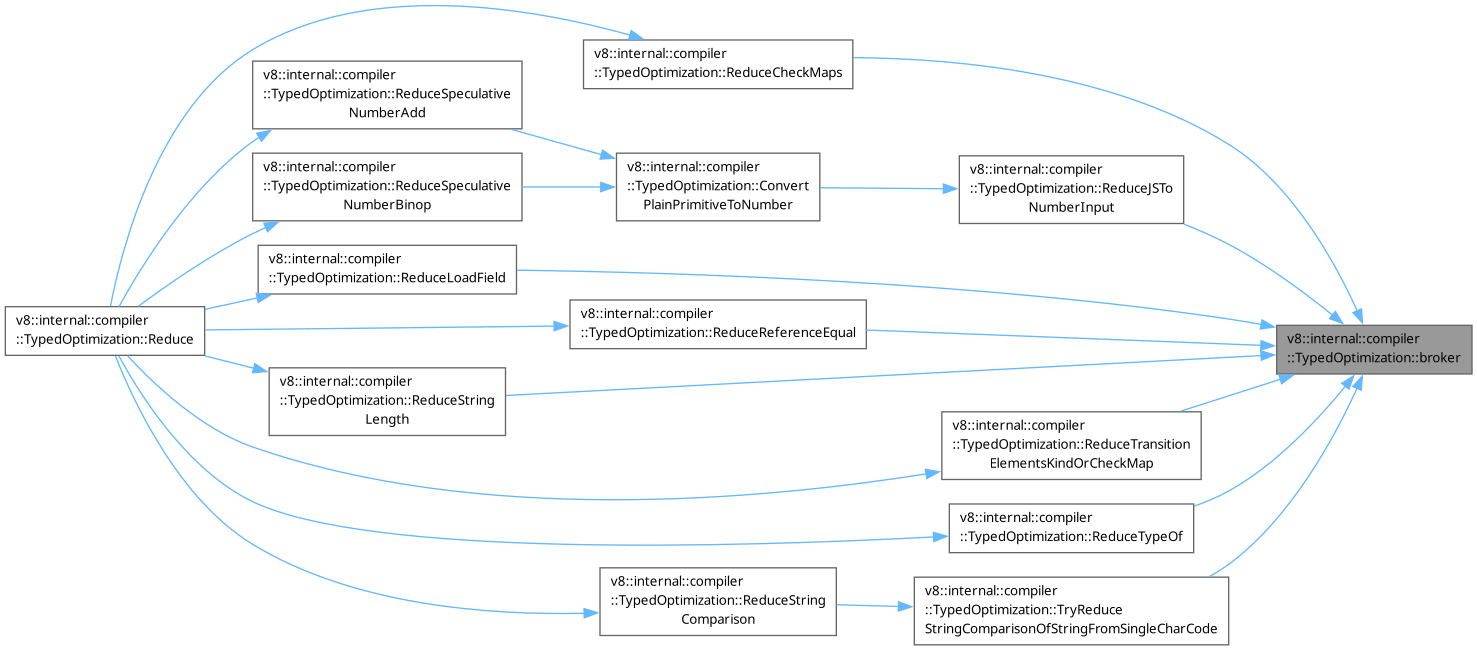 v8::internal::compiler
::TypedOptimization::ReduceCheckMaps
v8::internal::compiler
::TypedOptimization::ReduceSpeculative
NumberAdd
v8::internal::compiler
::TypedOptimization::ReduceSpeculative
NumberBinop
v8::internal::compiler
::TypedOptimization::Convert
PlainPrimitiveToNumber
v8::internal::compiler
::TypedOptimization::ReduceJSTo
NumberInput
v8::internal::compiler
::TypedOptimization::ReduceLoadField
v8::internal::compiler
::TypedOptimization::Reduce
v8::internal::compiler
::TypedOptimization::ReduceReferenceEqual
v8::internal::compiler
::TypedOptimization::broker
v8::internal::compiler
::TypedOptimization::ReduceString
Length
v8::internal::compiler
::TypedOptimization::ReduceTransition
ElementsKindOrCheckMap
v8::internal::compiler
::TypedOptimization::ReduceTypeOf
v8::internal::compiler
::TypedOptimization::ReduceString
Comparison
v8::internal::compiler
::TypedOptimization::TryReduce
StringComparisonOfStringFromSingleCharCode